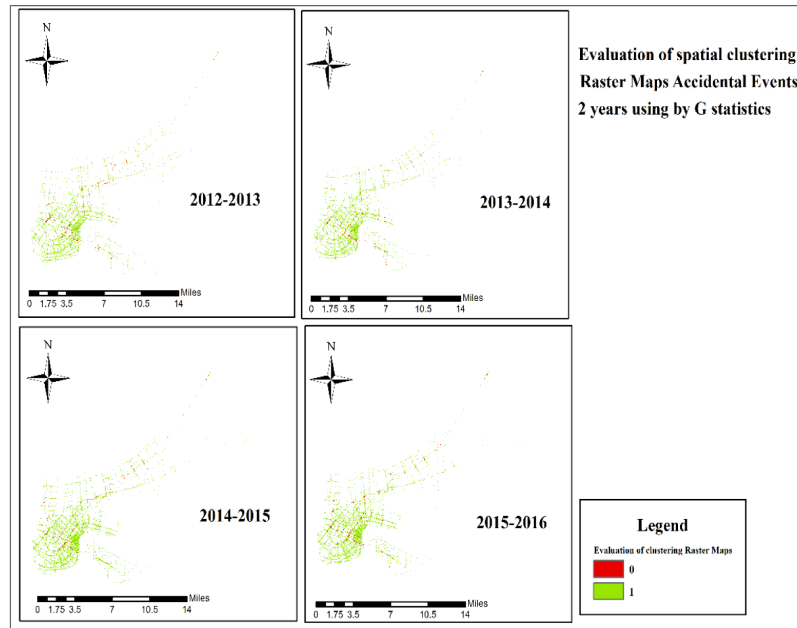 Evaluation of spatial clustering
Raster Maps Accidental Events
2 years using by G statistics
N
2012-2013
Miles
0 1.75 3.5 7 10.5 14
N
2013-2014
Miles
0 1.75 3.5 7 10.5 14
N
2014-2015
Miles
0 1.75 3.5 7 10.5 14
N
2015-2016
Miles
0 1.75 3.5 7 10.5 14
Legend
Evaluation of clustering Raster Maps
0
1